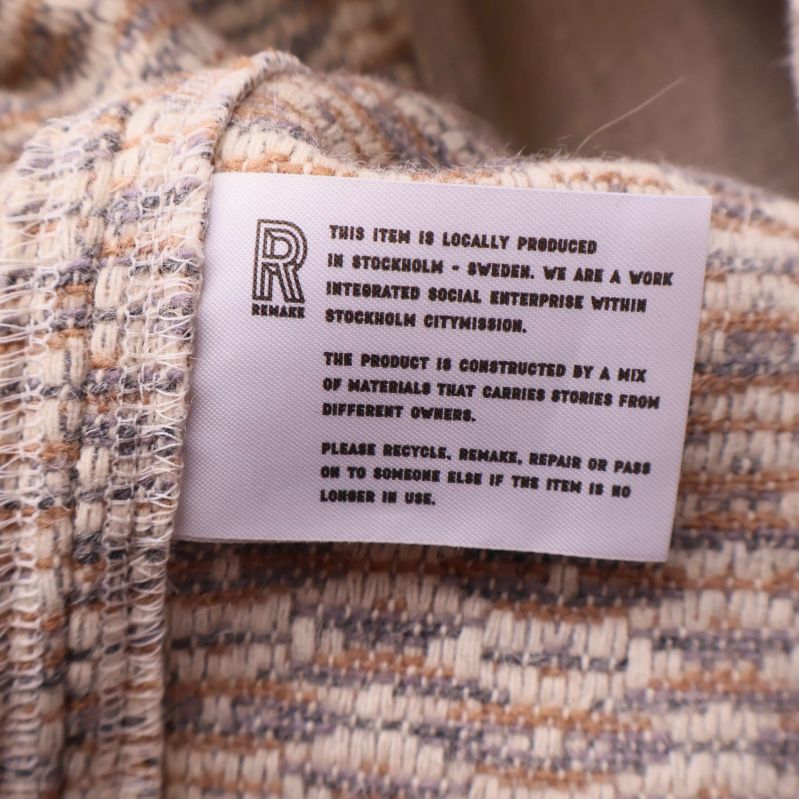 R
REMAKE
THIS ITEM IS LOCALLY PRODUCED
IN STOCKHOLM - SWEDEN. WE ARE A WORK
INTEGRATED SOCIAL ENTERPRISE WITHIN
STOCKHOLM CITYMISSION.
THE PRODUCT IS CONSTRUCTED BY A MIX
OF MATERIALS THAT CARRIES STORIES FROM
DIFFERENT OWNERS.
PLEASE RECYCLE, REMAKE, REPAIR OR PASS
ON TO SOMEONE ELSE IF THE ITEM IS NO
LONGER IN USE.